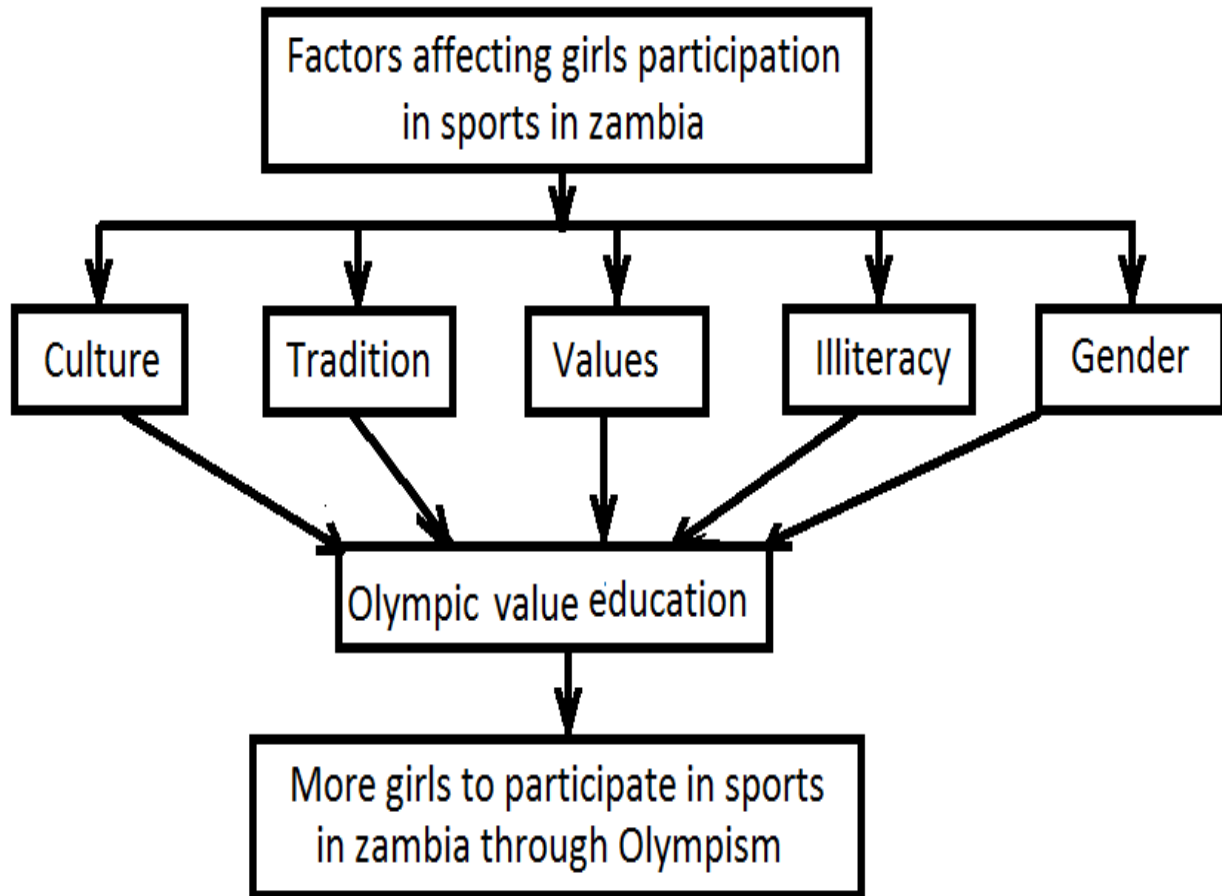 Factors affecting girls participation
in sports in zambia
Culture
Tradition
Values
Illiteracy
Gender
Olympic value education
More girls to participate in sports
in zambia through Olympism